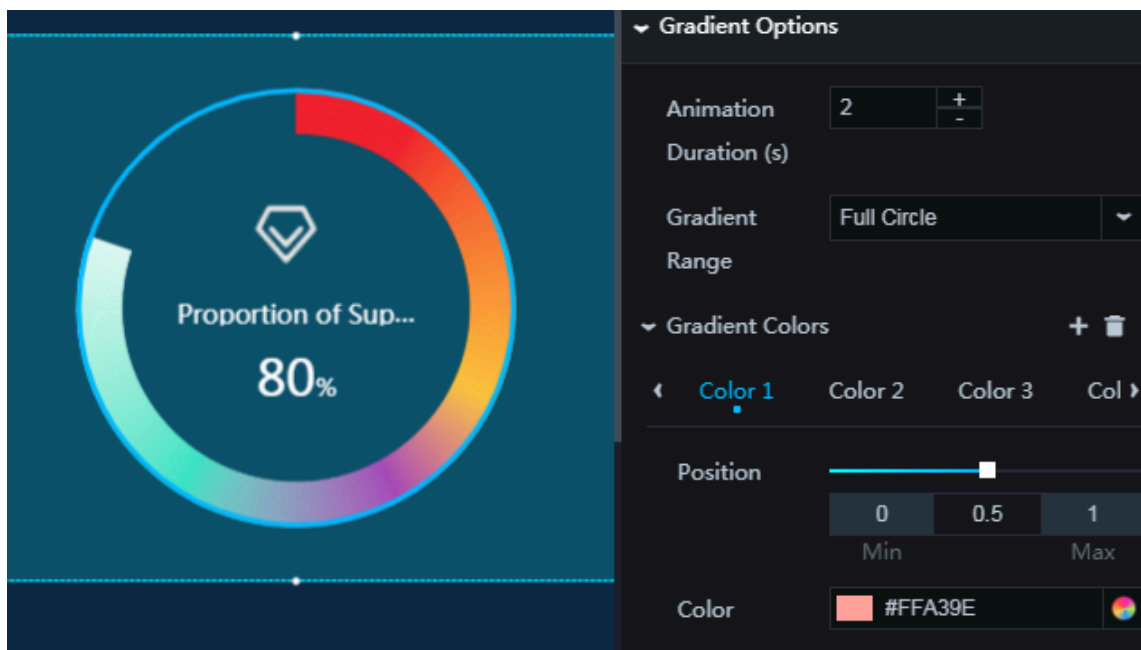 Proportion of Sup...
80%
Gradient Options
Animation
Duration (s)
2
+
-
Gradient
Range
Full Circle
Gradient Colors
+
Color 1 Color 2 Color 3 Col
Position
0 0.5 1
Min Max
Color #FFA39E